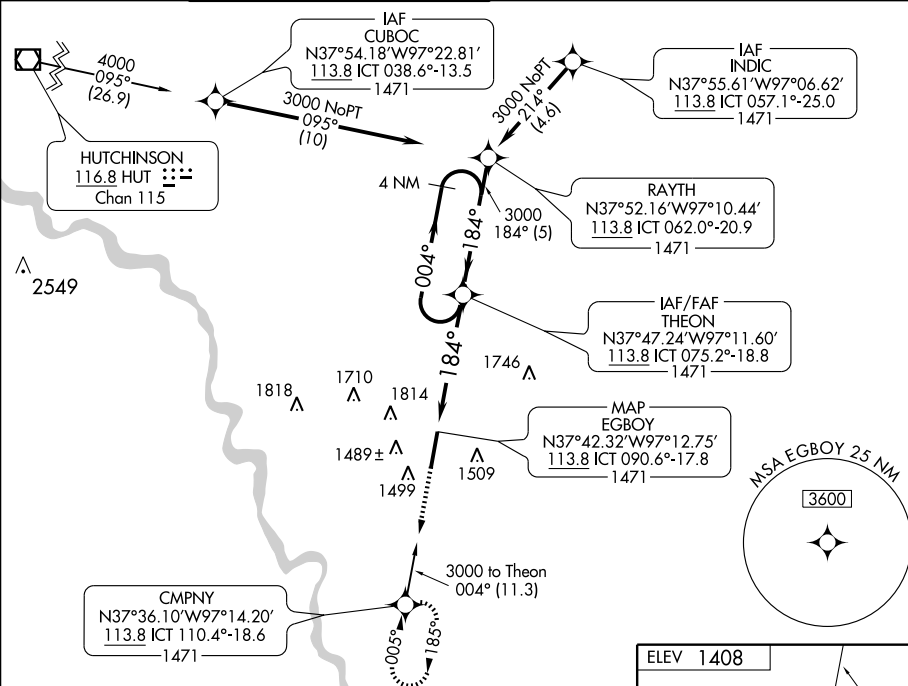 IAF
CUBOC
N37°54.18'W97°22.81'
113.8 ICT 038.6°-13.5
1471
4000
095°
(26.9)
3000 NoPT
095°
(10)
3000 NoPT
214°
(4.6)
IAF
INDIC
N37°55.61'W97°06.62'
113.8 ICT 057.1°-25.0
1471
HUTCHINSON
116.8 HUT
Chan 115
4 NM
3000
184° (5)
184°
004°
RAYTH
N37°52.16'W97°10.44'
113.8 ICT 062.0°-20.9
1471
2549
IAF/FAF
THEON
N37°47.24'W97°11.60'
113.8 ICT 075.2°-18.8
1471
184°
1746
1818
1710
1814
MAP
EGBOY
N37°42.32'W97°12.75'
113.8 ICT 090.6°-17.8
1471
1489±
1499
1509
MSA EGBOY 25 NM
3600
3000 to Theon
004° (11.3)
CMPNY
N37°36.10'W97°14.20'
113.8 ICT 110.4°-18.6
1471
005°
185°
ELEV 1408